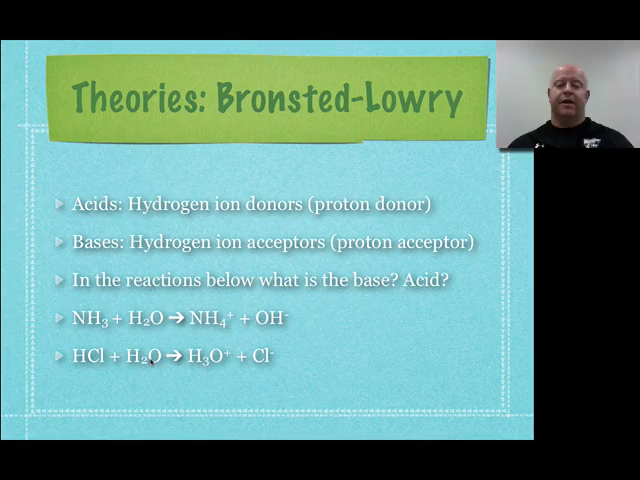 Theories: Bronsted-Lowry
Acids: Hydrogen ion donors (proton donor)
Bases: Hydrogen ion acceptors (proton acceptor)
In the reactions below what is the base? Acid?
NH₃ + H₂O ➔ NH₄⁺ + OH⁻
HCl + H₂O ➔ H₃O⁺ + Cl⁻